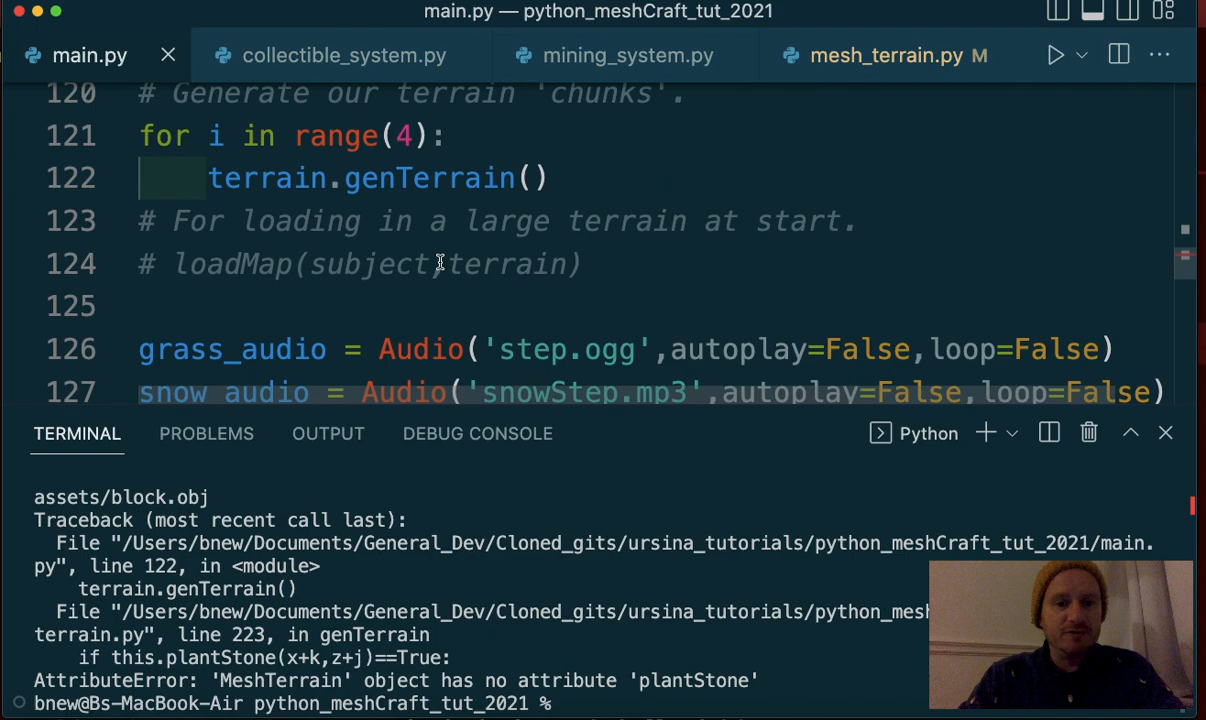 main.py — python_meshCraft_tut_2021
main.py collectible_system.py mining_system.py mesh_terrain.py M
120 # Generate our terrain 'chunks'.
121 for i in range(4):
122 terrain.genTerrain()
123 # For loading in a large terrain at start.
124 # loadMap(subject,terrain)
125
126 grass_audio = Audio('step.ogg',autoplay=False,loop=False)
127 snow_audio = Audio('snowStep.mp3',autoplay=False,loop=False)
TERMINAL PROBLEMS OUTPUT DEBUG CONSOLE Python
assets/block.obj
Traceback (most recent call last):
File "/Users/bnew/Documents/General_Dev/Cloned_gits/ursina_tutorials/python_meshCraft_tut_2021/main.
py", line 122, in <module>
terrain.genTerrain()
File "/Users/bnew/Documents/General_Dev/Cloned_gits/ursina_tutorials/python_mesh
terrain.py", line 223, in genTerrain
if this.plantStone(x+k,z+j)==True:
AttributeError: 'MeshTerrain' object has no attribute 'plantStone'
bnew@Bs-MacBook-Air python_meshCraft_tut_2021 %